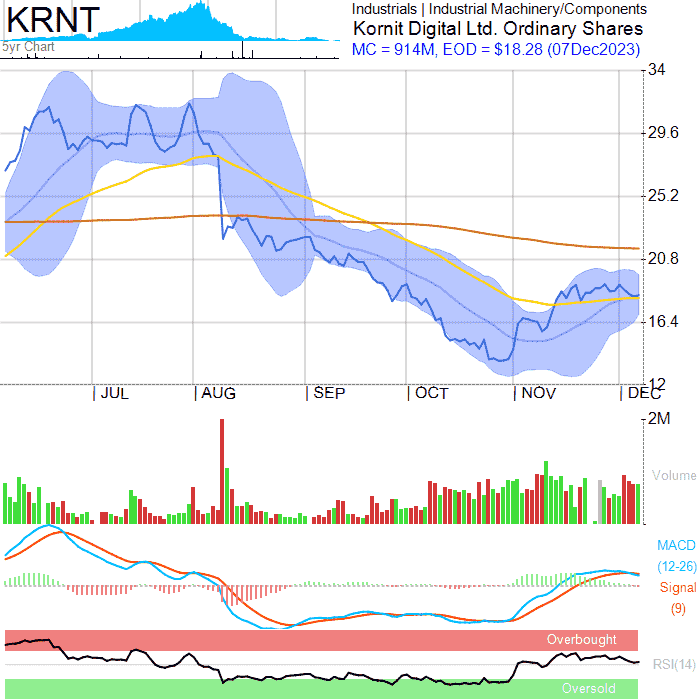 KRNT
5yr Chart
Industrials | Industrial Machinery/Components
Kornit Digital Ltd. Ordinary Shares
MC = 914M, EOD = $18.28 (07Dec2023)
34
29.6
25.2
20.8
16.4
12
JUL
AUG
SEP
OCT
NOV
DEC
2M
Volume
MACD
(12-26)
Signal
(9)
Overbought
RSI(14)
Oversold